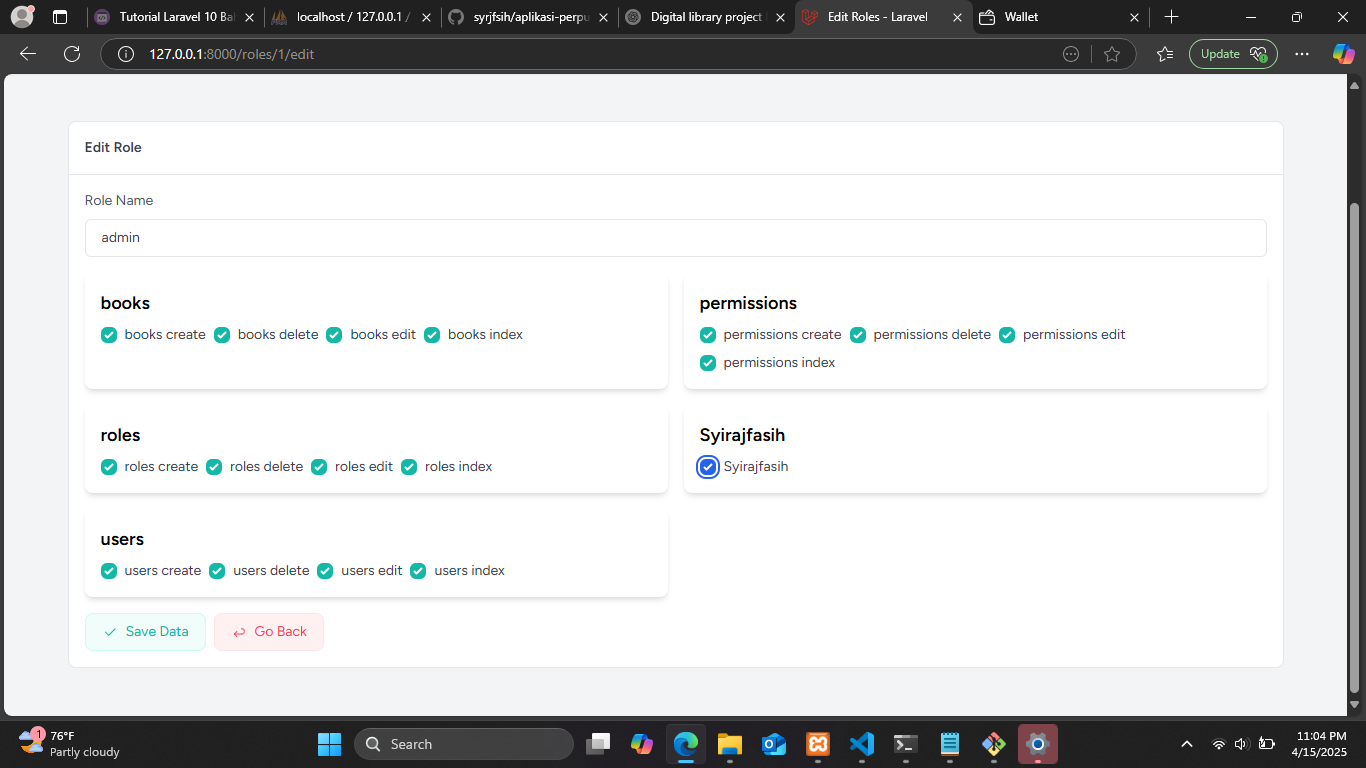 Tutorial Laravel 10 Bal
localhost / 127.0.0.1 /
syrjfsih/aplikasi-perpu
Digital library project
Edit Roles - Laravel
Wallet
127.0.0.1:8000/roles/1/edit
Update
Edit Role
Role Name
admin
books
books create books delete books edit books index
permissions
permissions create permissions delete permissions edit
permissions index
roles
roles create roles delete roles edit roles index
Syirajfasih
Syirajfasih
users
users create users delete users edit users index
Save Data
Go Back
1
76°F
Partly cloudy
Search
11:04 PM
4/15/2025